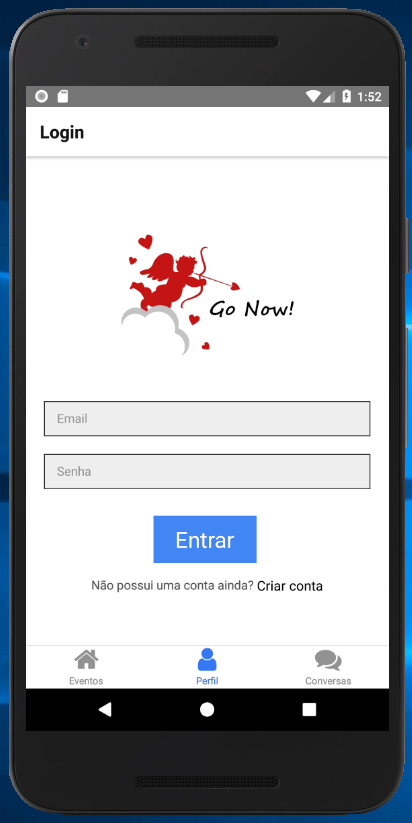 1:52
Login
Go Now!
Email
Senha
Entrar
Não possui uma conta ainda? Criar conta
Eventos Perfil Conversas